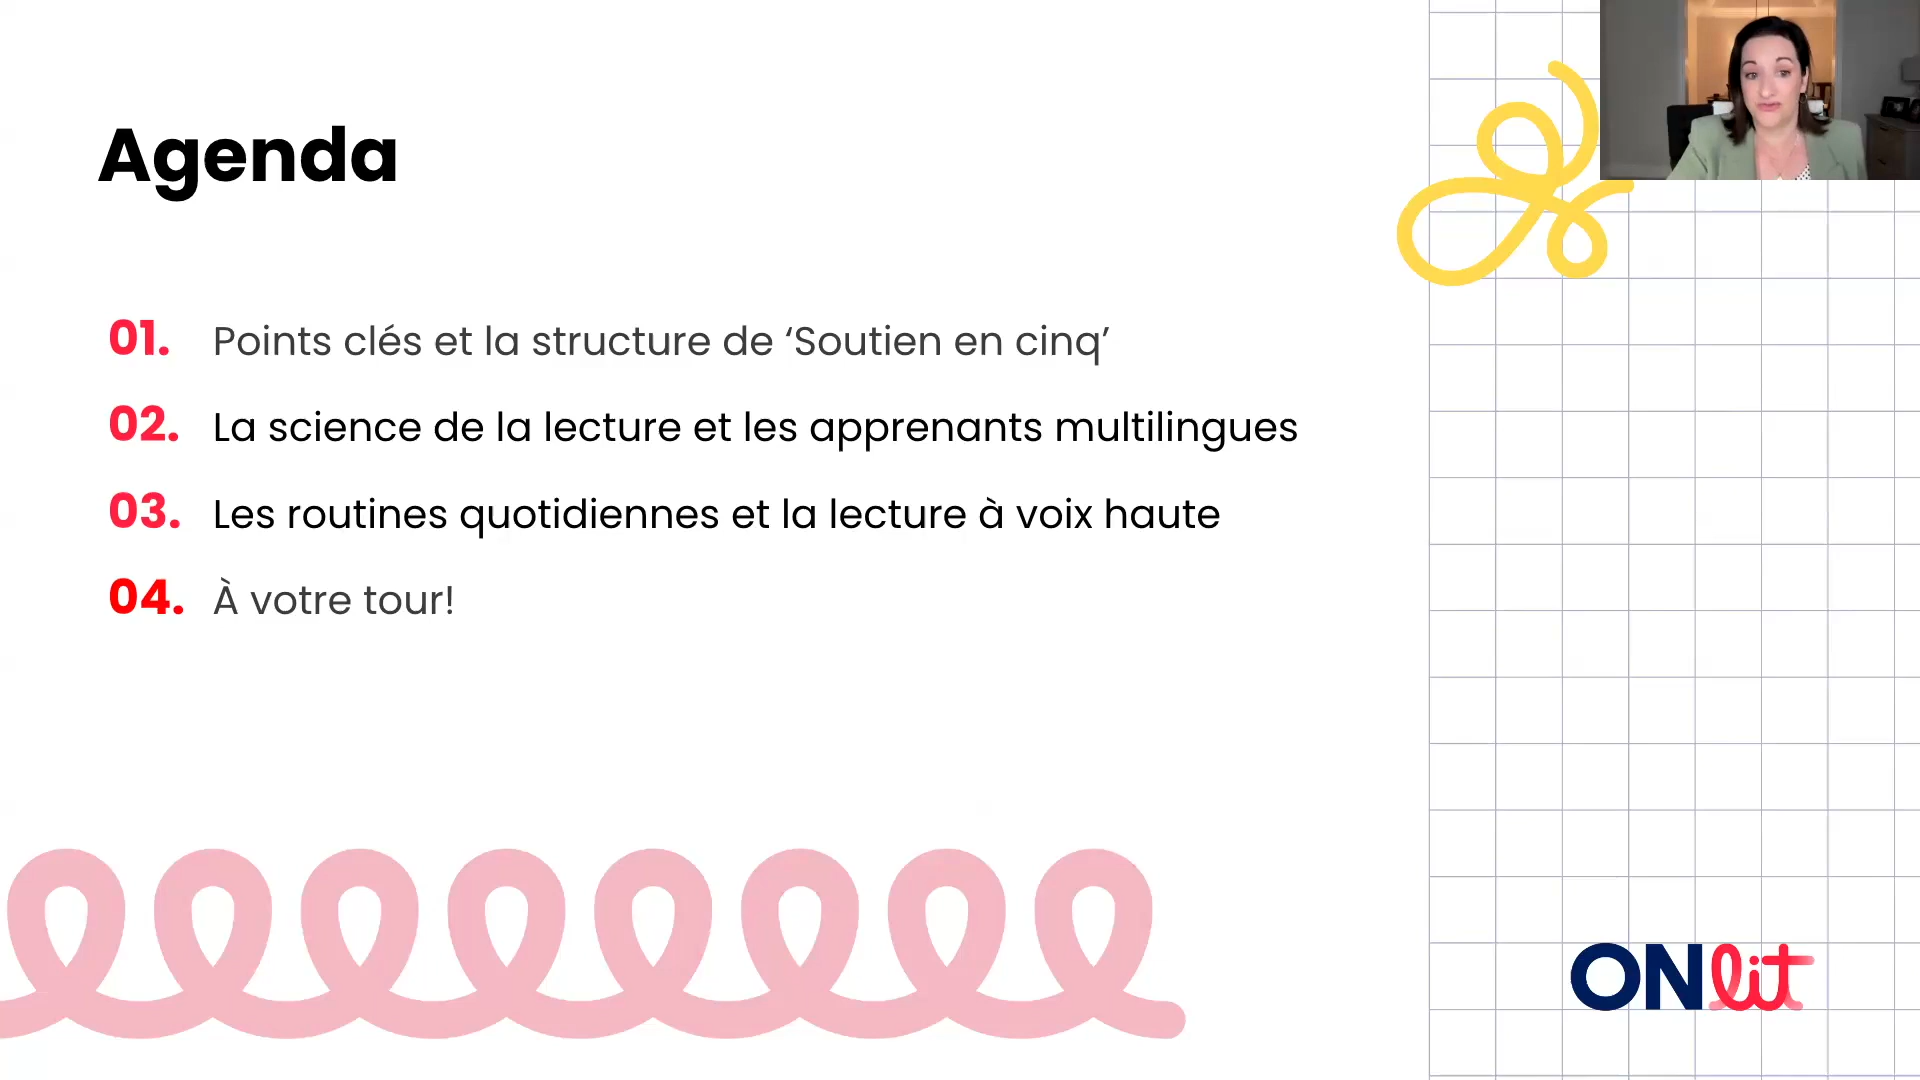 Agenda
01. Points clés et la structure de ‘Soutien en cinq’
02. La science de la lecture et les apprenants multilingues
03. Les routines quotidiennes et la lecture à voix haute
04. À votre tour!
ONlit